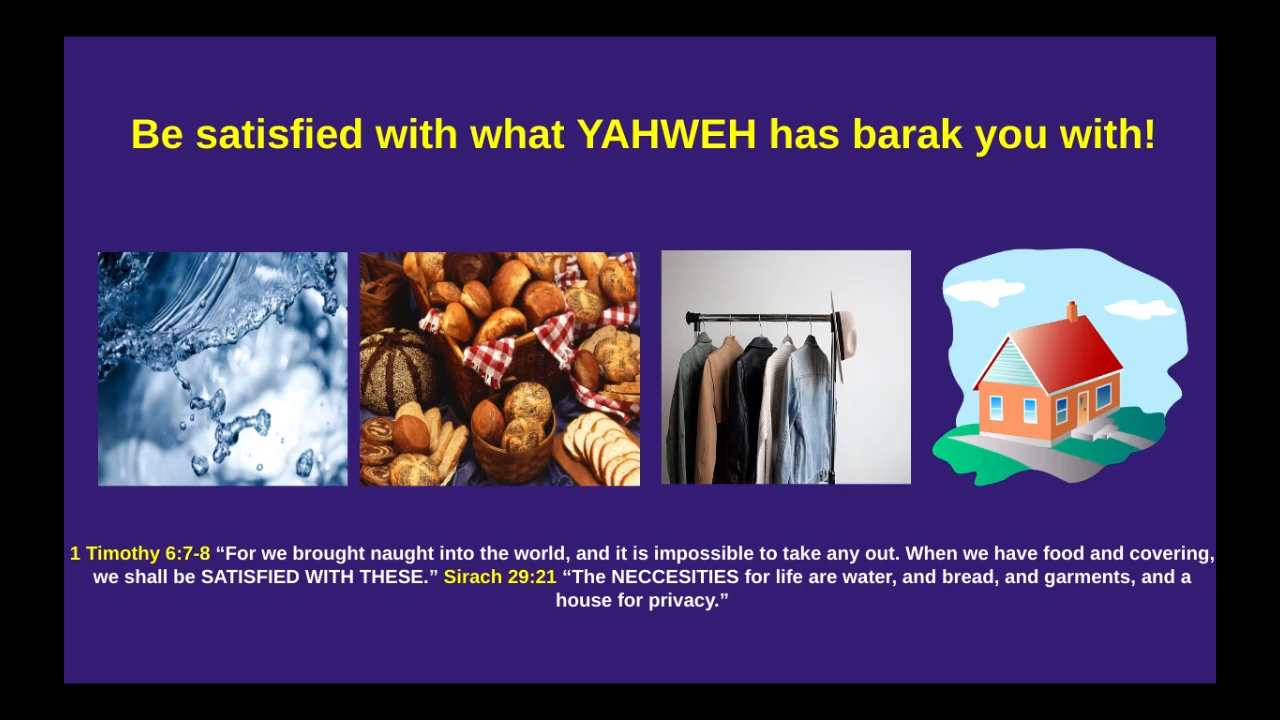 Be satisfied with what YAHWEH has barak you with!
1 Timothy 6:7-8 “For we brought naught into the world, and it is impossible to take any out. When we have food and covering,
we shall be SATISFIED WITH THESE.” Sirach 29:21 “The NECCESITIES for life are water, and bread, and garments, and a
house for privacy.”